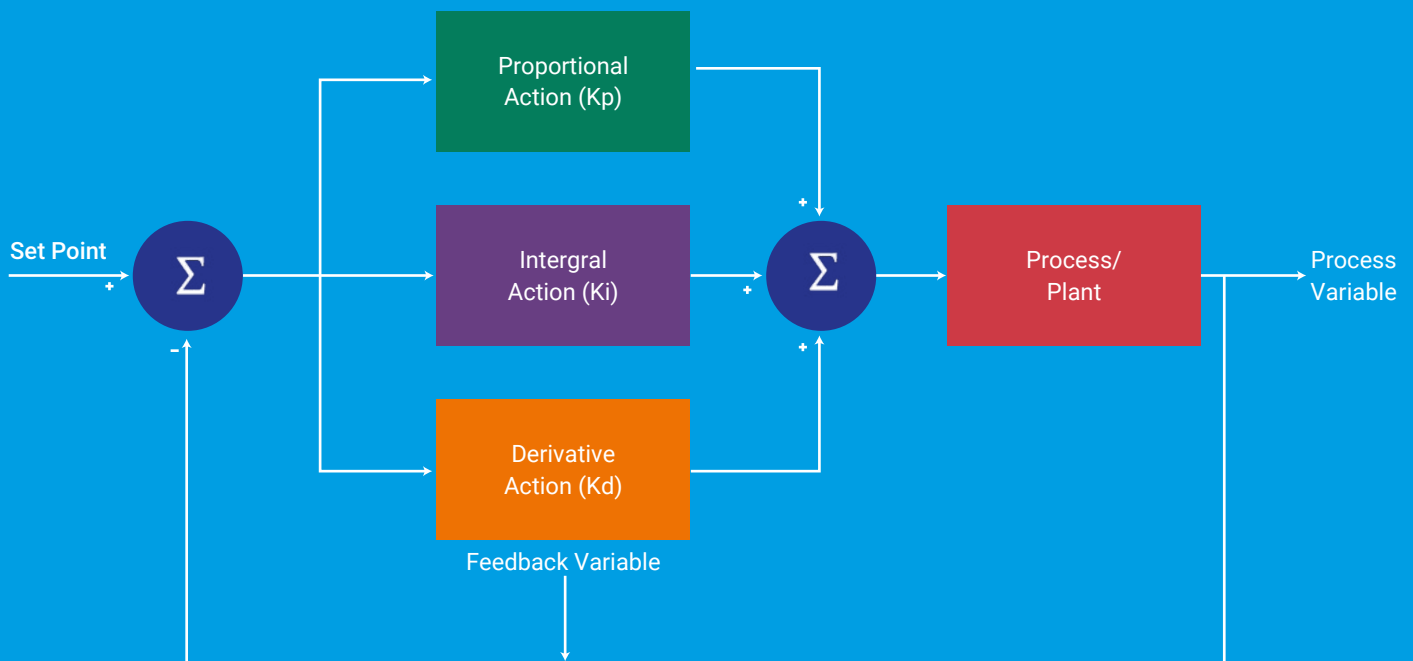 Proportional
Action (Kp)
Set Point
+
Σ
-
Intergral
Action (Ki)
+
+
+
Σ
Process/
Plant
Process
Variable
Derivative
Action (Kd)
Feedback Variable